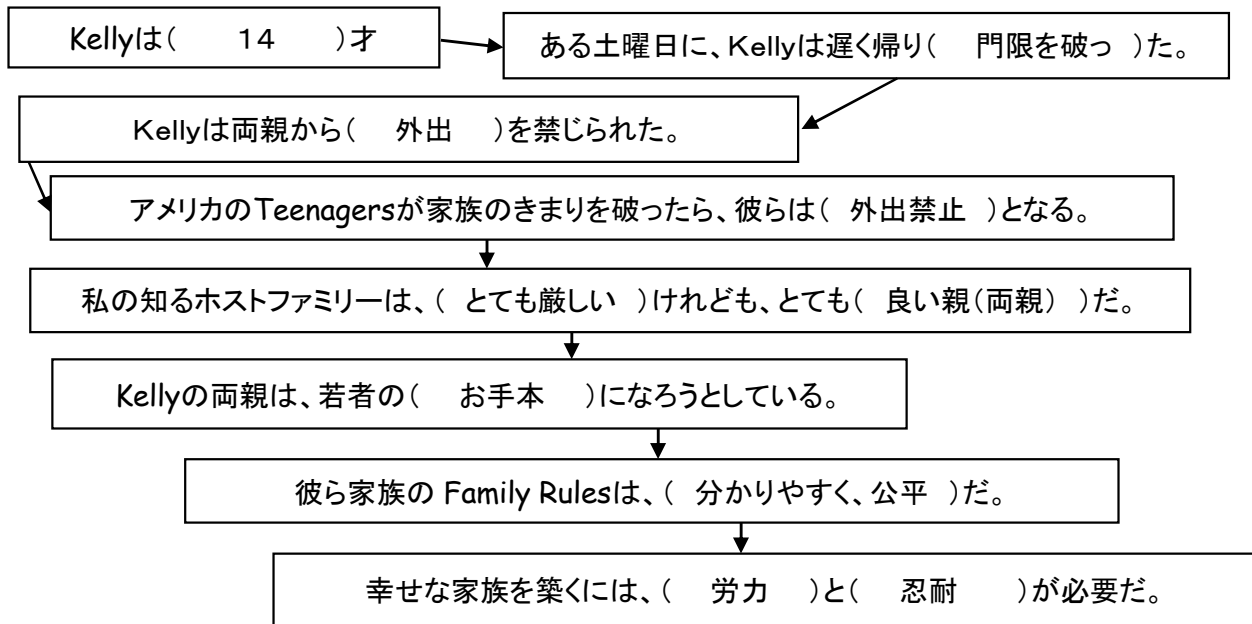 Kellyは(　　１４　　)才
ある土曜日に、Ｋellyは遅く帰り(　門限を破っ　)た。
Ｋellyは両親から(　外出　)を禁じられた。
アメリカのTeenagersが家族のきまりを破ったら、彼らは(　外出禁止　)となる。
私の知るホストファミリーは、(　とても厳しい　)けれども、とても(　良い親(両親)　)だ。
Kellyの両親は、若者の(　お手本　)になろうとしている。
彼ら家族の Family Rulesは、(　分かりやすく、公平　)だ。
幸せな家族を築くには、(　労力　)と(　忍耐　)が必要だ。